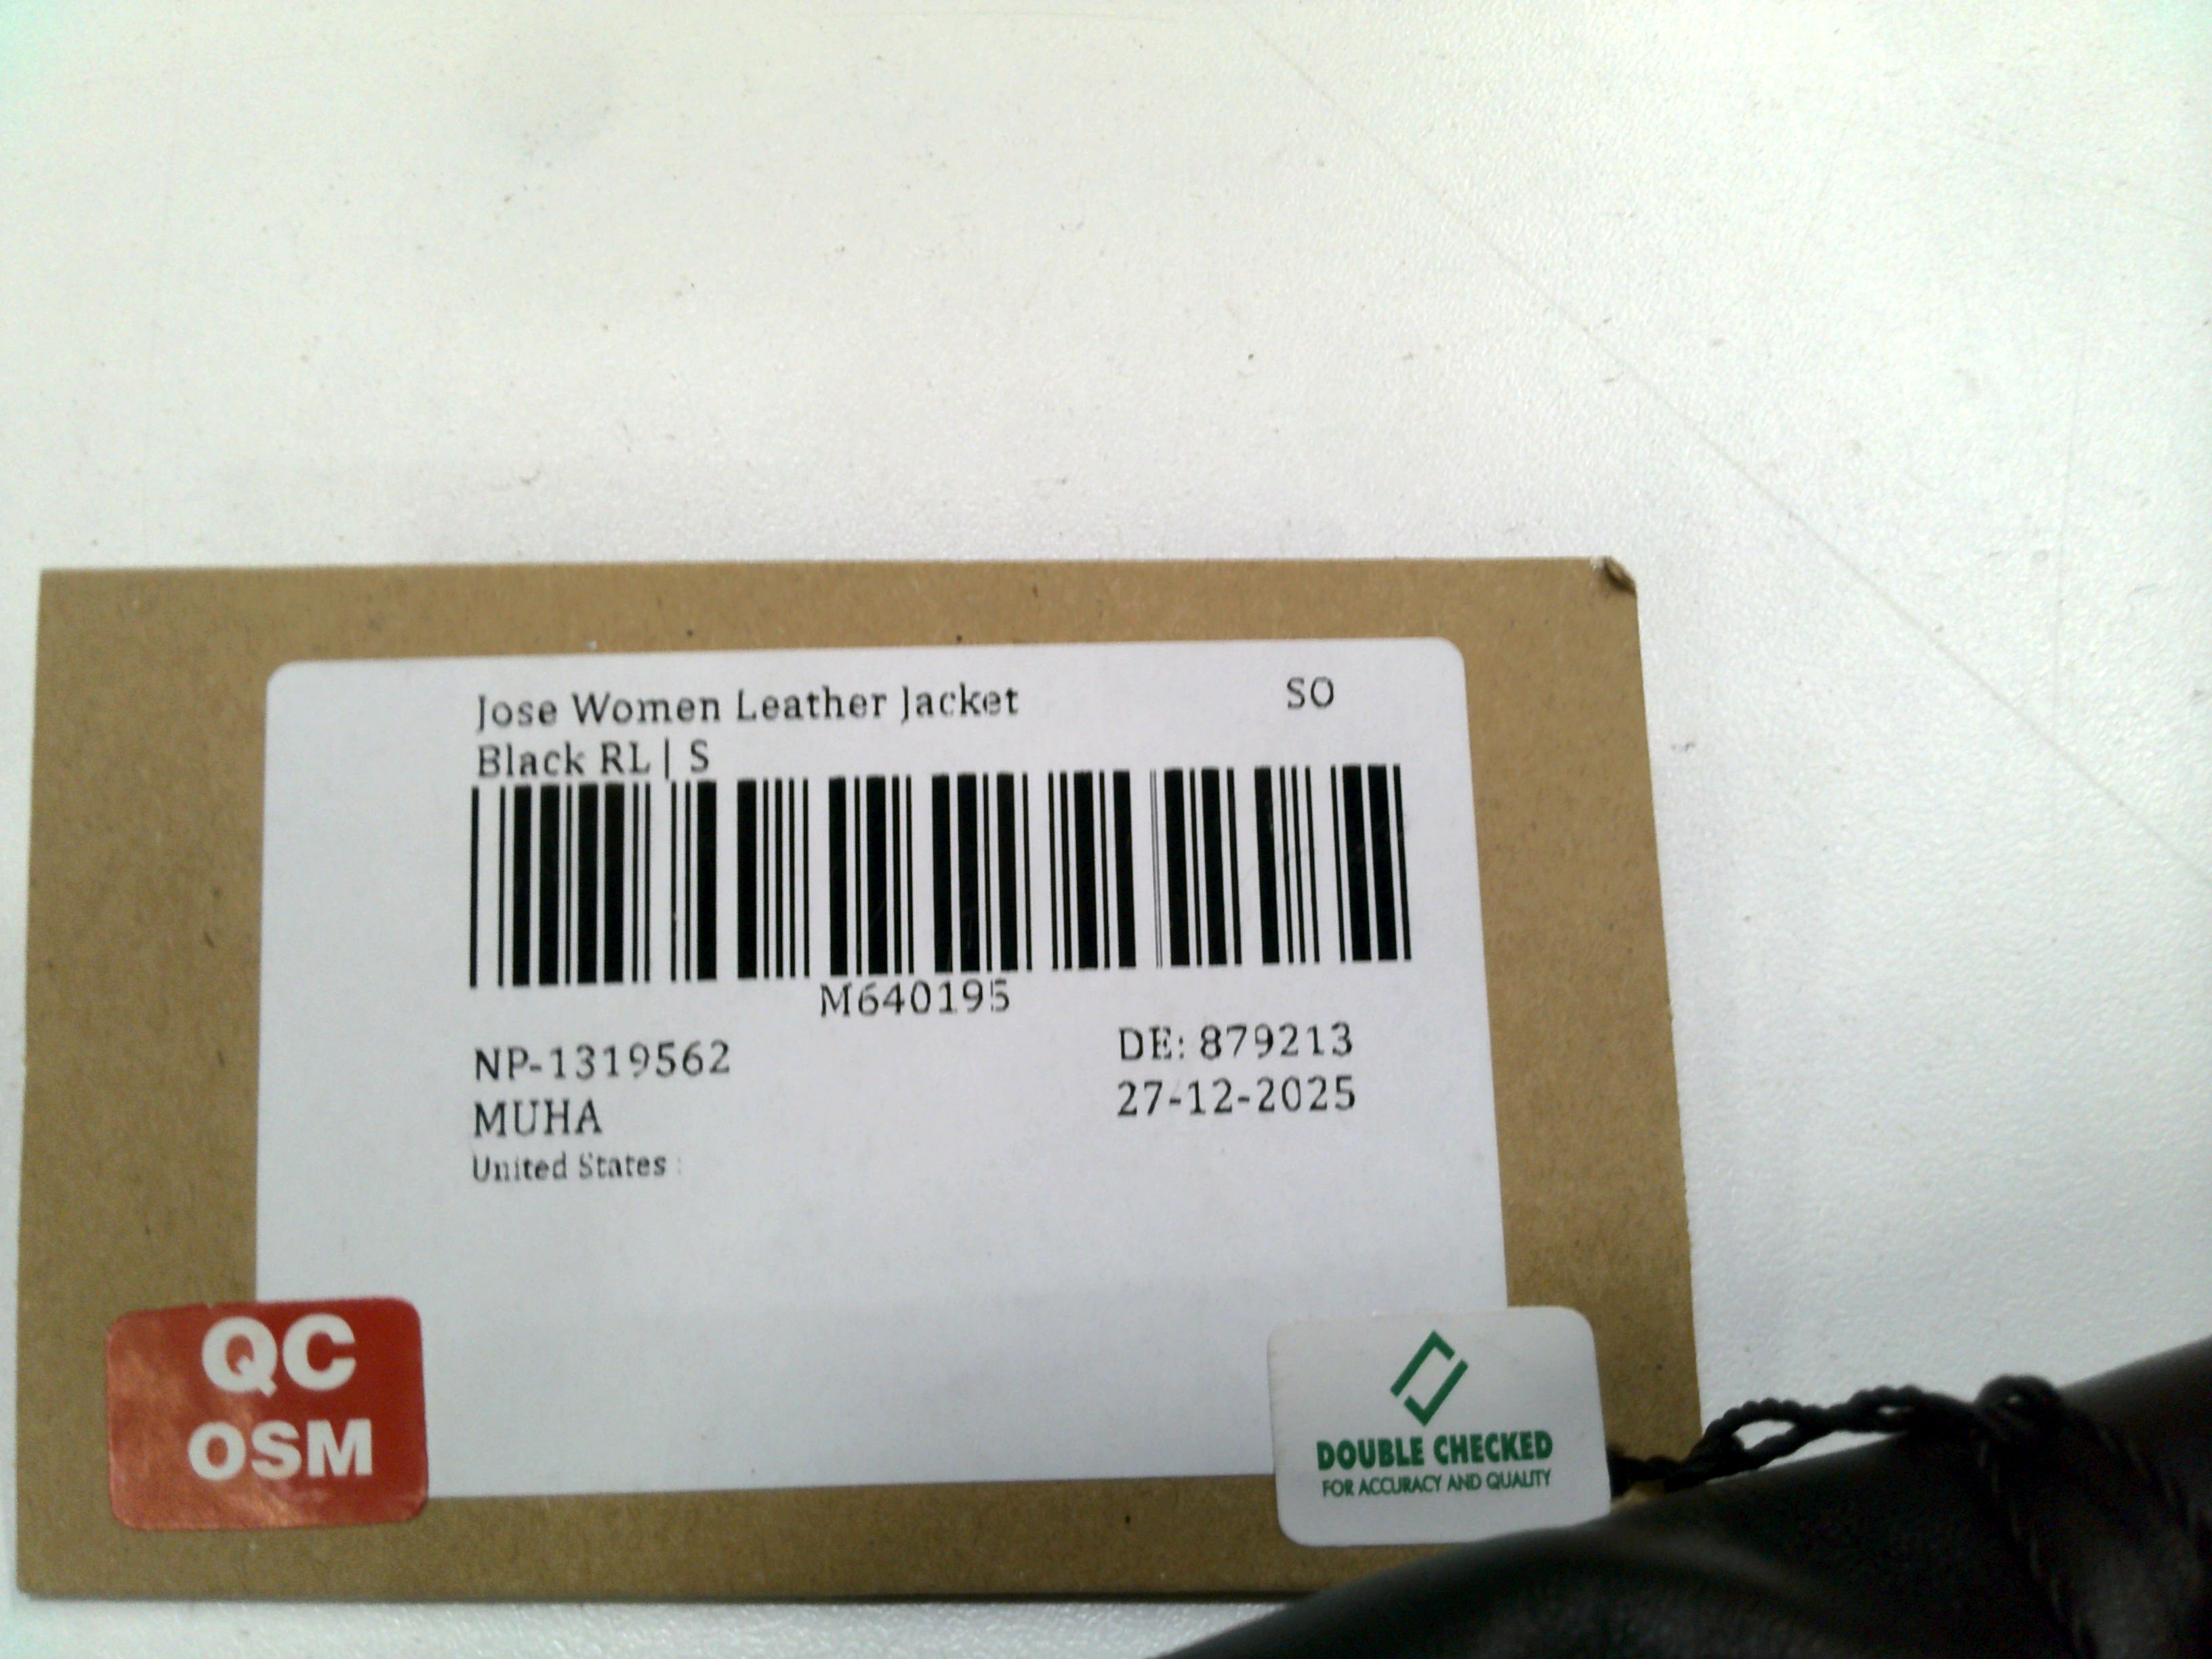 Jose Women Leather Jacket
SO
Black RL | S
M640195
NP-1319562
DE: 879213
MUHA
27-12-2025
United States :
QC
OSM
DOUBLE CHECKED
FOR ACCURACY AND QUALITY